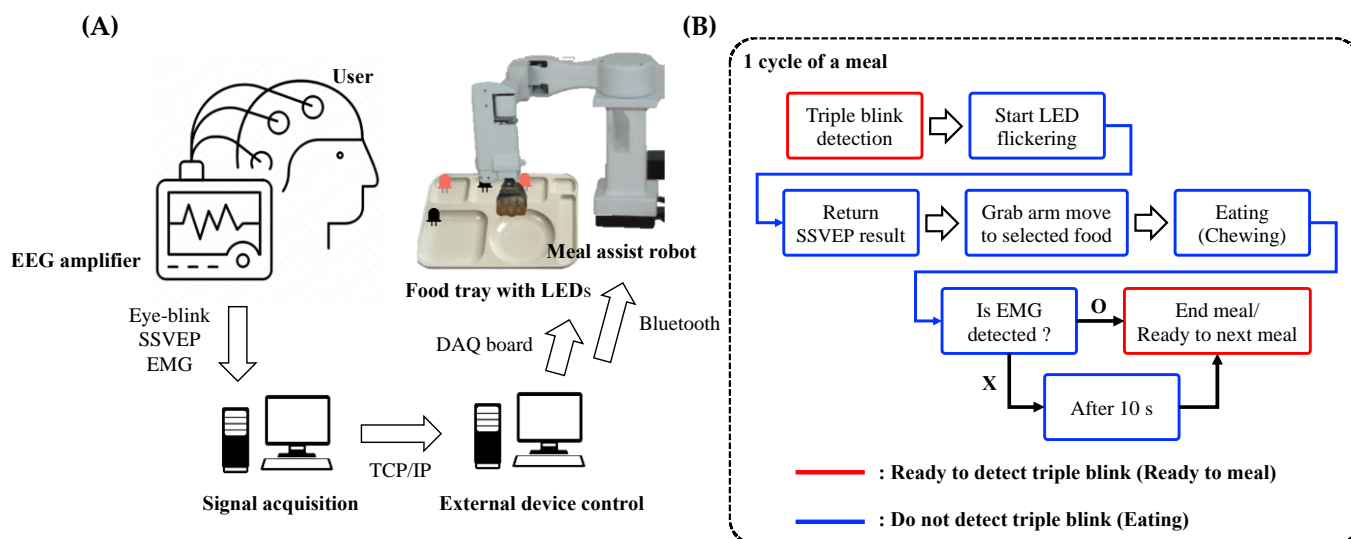 (A)
User
EEG amplifier
Meal assist robot
Food tray with LEDs
Eye-blink
SSVEP
EMG
DAQ board
Bluetooth
TCP/IP
Signal acquisition
External device control
(B)
1 cycle of a meal
Triple blink
detection
Start LED
flickering
Return
SSVEP result
Grab arm move
to selected food
Eating
(Chewing)
Is EMG
detected ?
O
End meal/
Ready to next meal
X
After 10 s
: Ready to detect triple blink (Ready to meal)
: Do not detect triple blink (Eating)